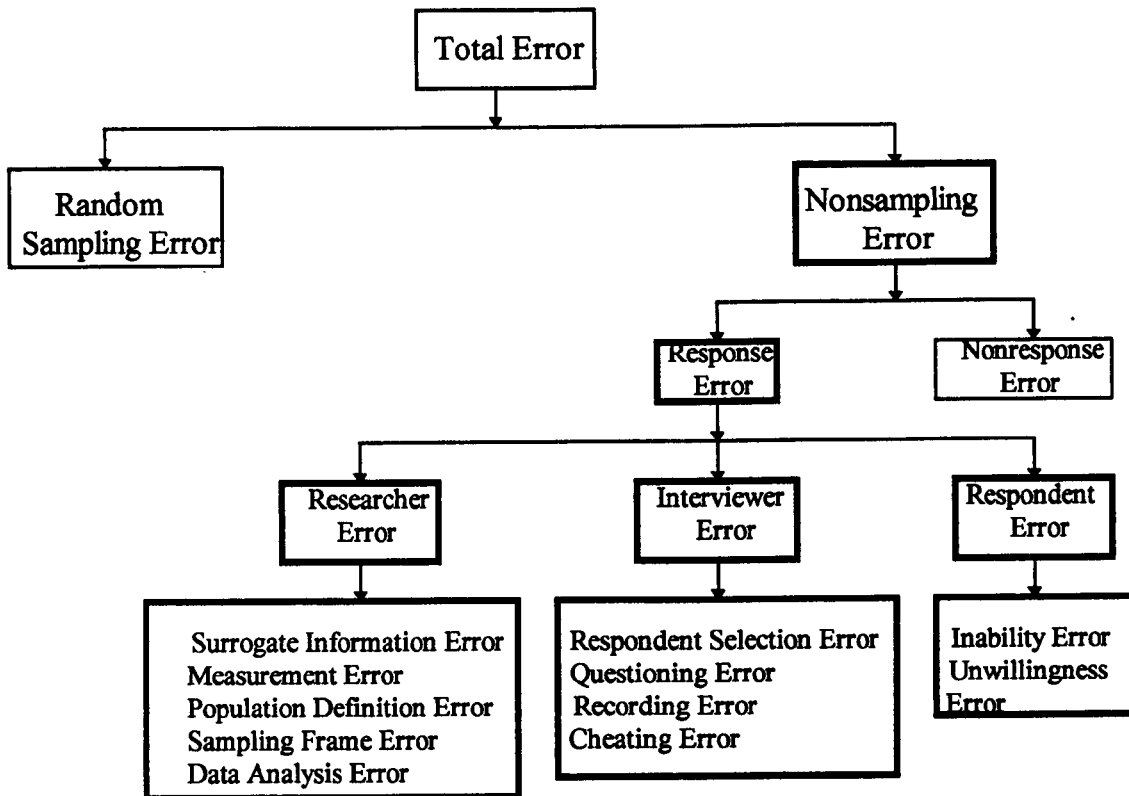 Total Error
Random
Sampling Error
Nonsampling
Error
Response
Error
Nonresponse
Error
Researcher
Error
Interviewer
Error
Respondent
Error
Surrogate Information Error
Measurement Error
Population Definition Error
Sampling Frame Error
Data Analysis Error
Respondent Selection Error
Questioning Error
Recording Error
Cheating Error
Inability Error
Unwillingness
Error